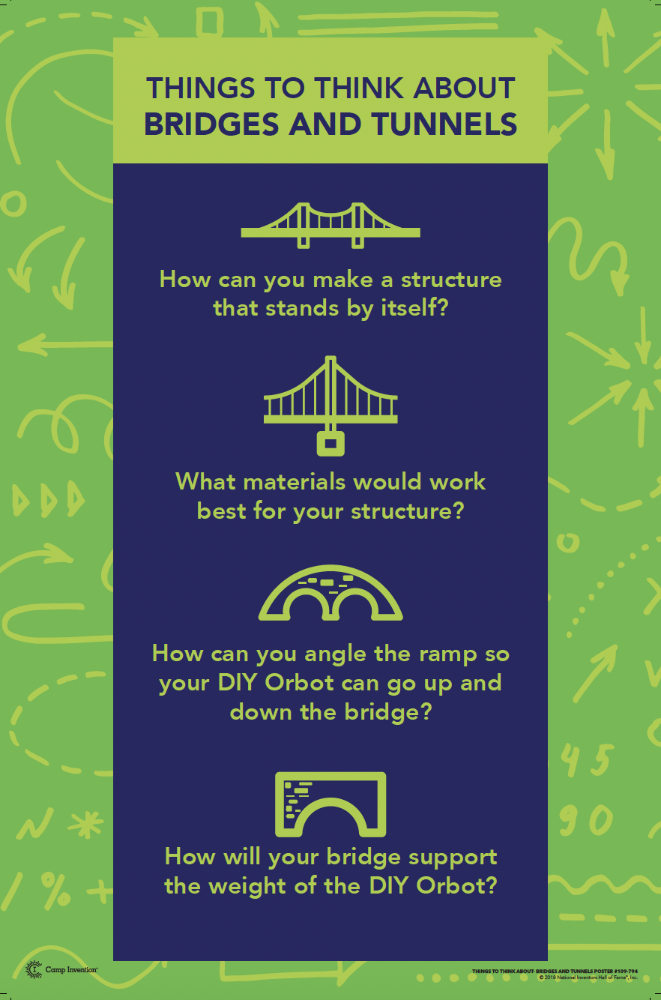 THINGS TO THINK ABOUT
BRIDGES AND TUNNELS
How can you make a structure
that stands by itself?
What materials would work
best for your structure?
How can you angle the ramp so
your DIY Orbot can go up and
down the bridge?
How will your bridge support
the weight of the DIY Orbot?
45
90
%
+
Camp Invention®
THINGS TO THINK ABOUT- BRIDGES AND TUNNELS POSTER #109-794
© 2018 National Inventors Hall of Fame®, Inc.